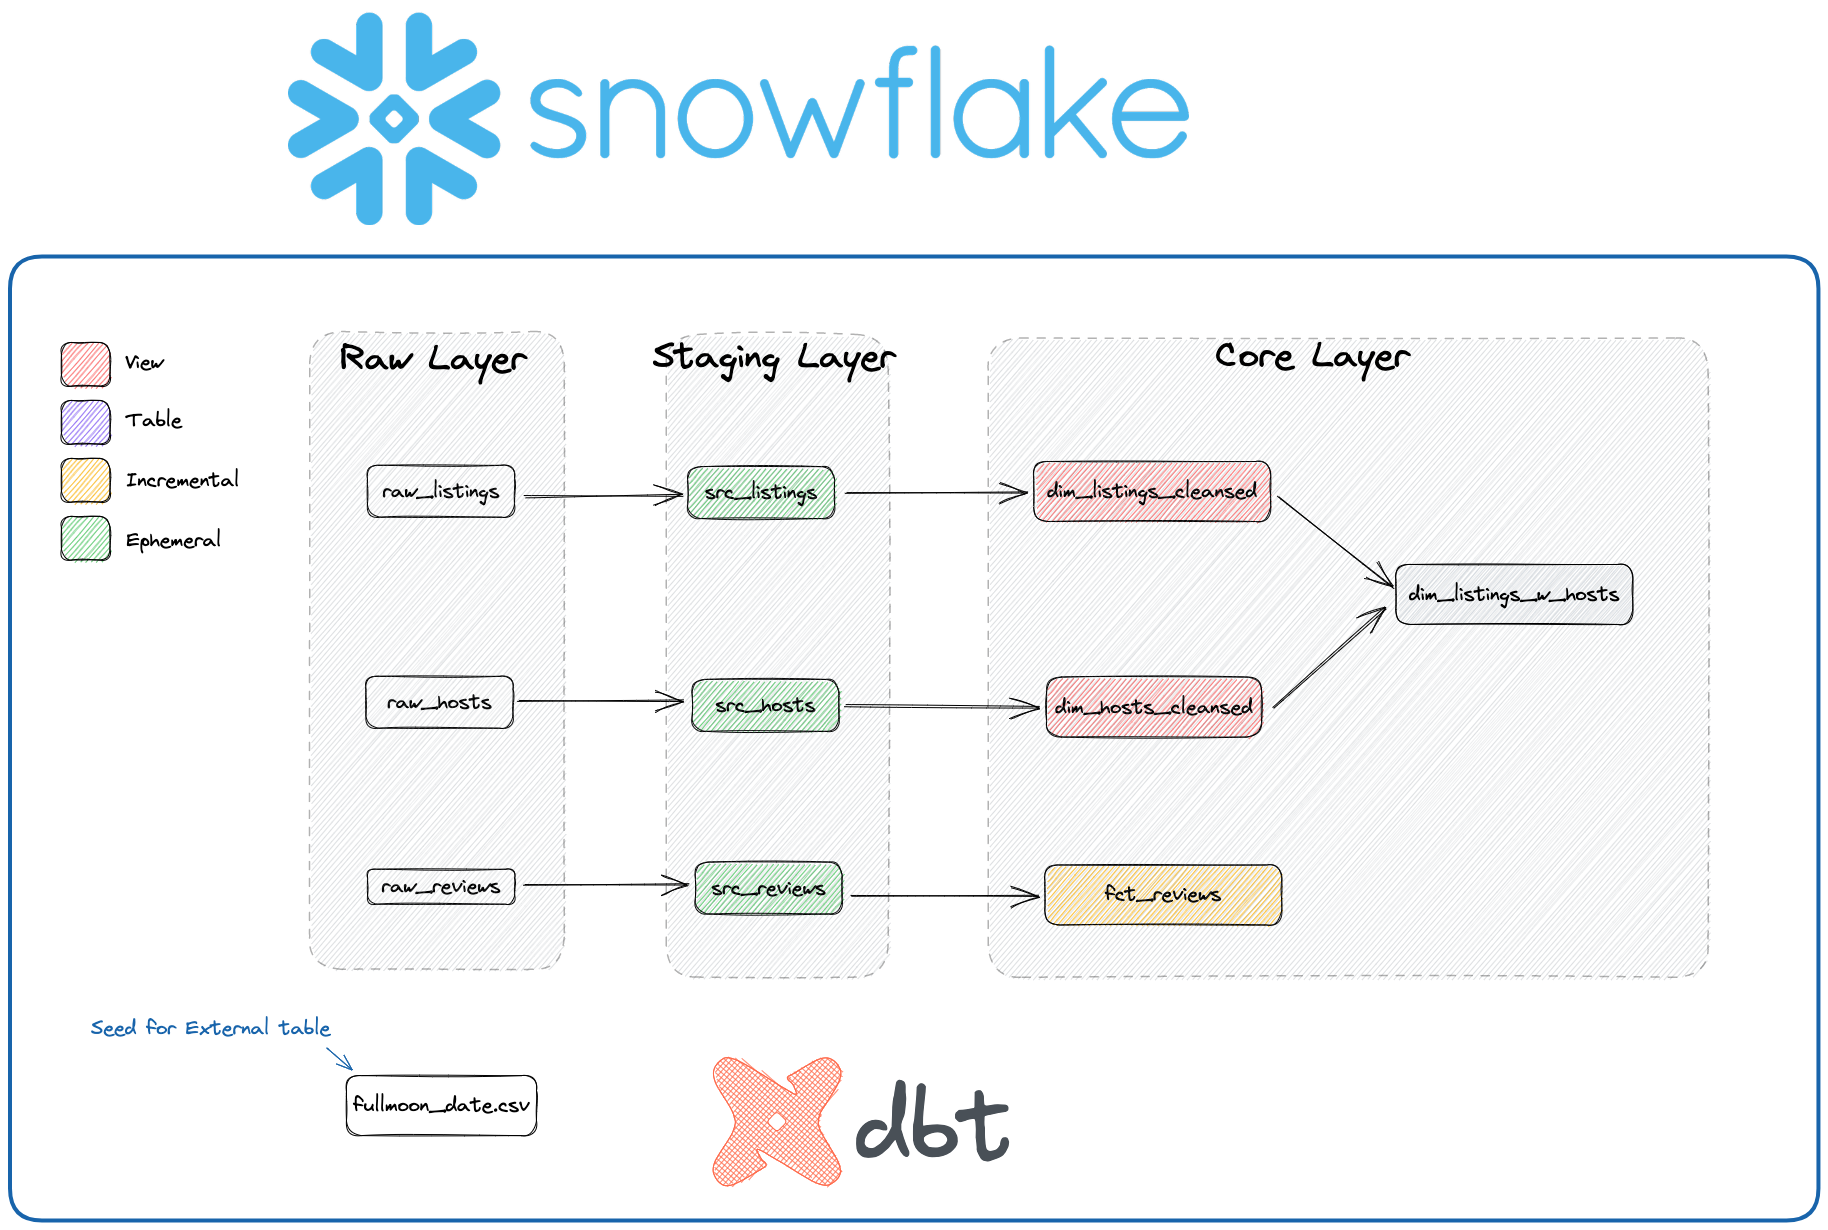 snowflake
View
Table
Incremental
Ephemeral
Raw Layer
Staging Layer
Core Layer
raw_listings
src_listings
dim_listings_cleansed
dim_listings_w_hosts
raw_hosts
src_hosts
dim_hosts_cleansed
raw_reviews
src_reviews
fct_reviews
Seed for External table
fullmoon_date.csv
dbt